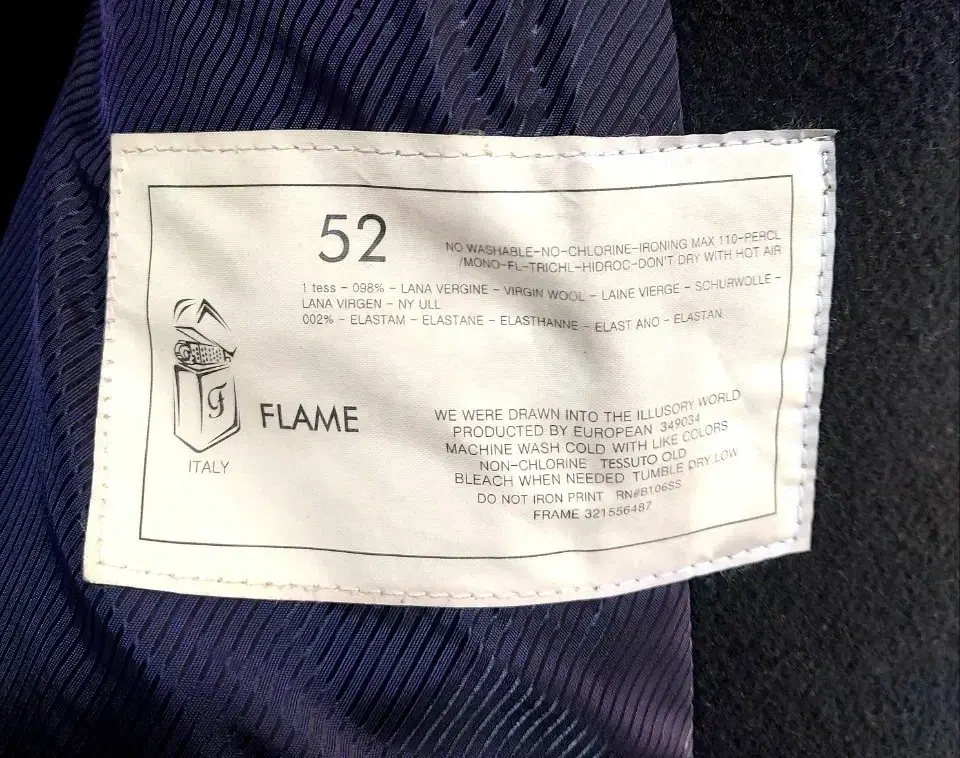 52
NO WASHABLE-NO-CHLORINE-IRONING MAX 110-PERCL
/MONO-FL-TRICHL-HIDROC-DON'T DRY WITH HOT AIR
1 tess - 098% - LANA VERGINE - VIRGIN WOOL - LAINE VIERGE - SCHURWOLLE -
LANA VIRGEN - NY ULL
002% - ELASTAM - ELASTANE - ELASTHANNE - ELAST ANO - ELASTAN
f
FLAME
ITALY
WE WERE DRAWN INTO THE ILLUSORY WORLD
PRODUCED BY EUROPEAN 349034
MACHINE WASH COLD WITH LIKE COLORS
NON-CHLORINE TESSUTO OLD
BLEACH WHEN NEEDED TUMBLE DRY LOW
DO NOT IRON PRINT RN#B106SS
FRAME 321556487